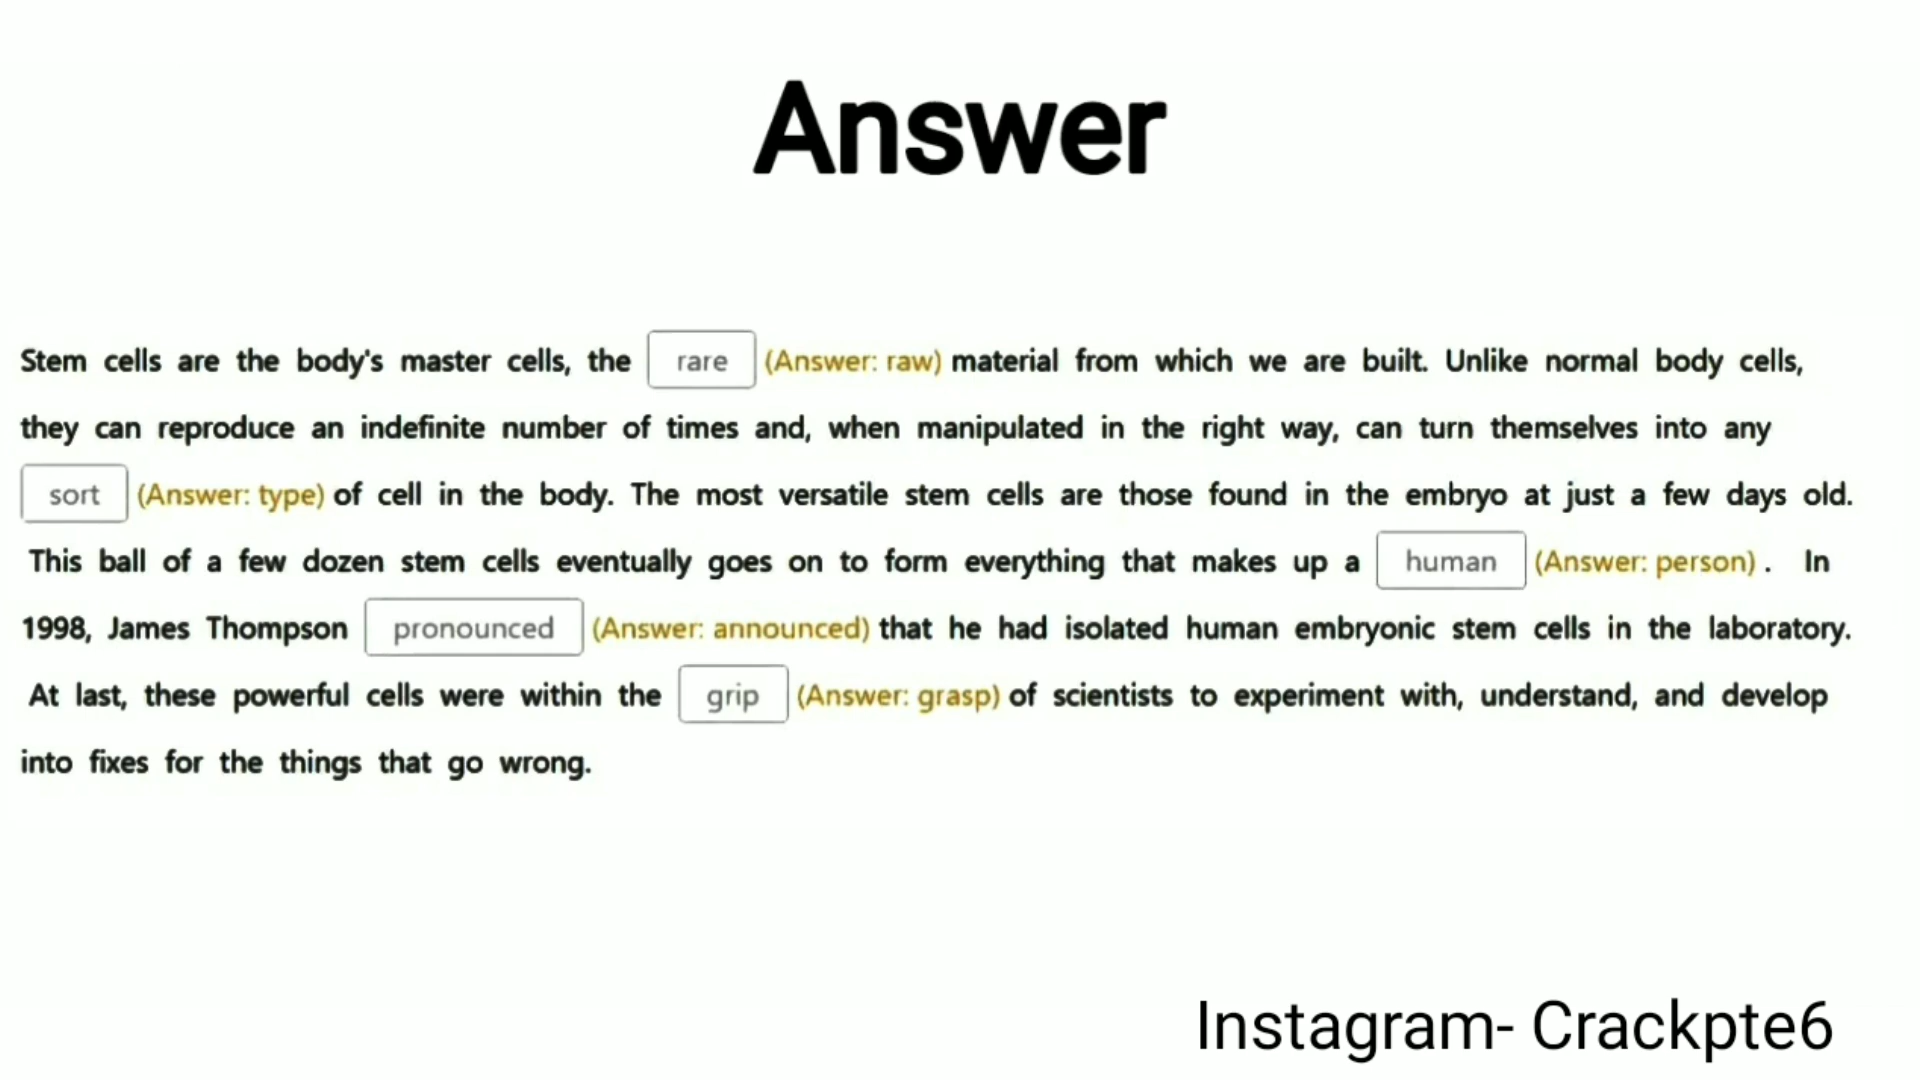 Answer
Stem cells are the body's master cells, the rare (Answer: raw) material from which we are built. Unlike normal body cells,
they can reproduce an indefinite number of times and, when manipulated in the right way, can turn themselves into any
sort (Answer: type) of cell in the body. The most versatile stem cells are those found in the embryo at just a few days old.
This ball of a few dozen stem cells eventually goes on to form everything that makes up a human (Answer: person) . In
1998, James Thompson pronounced (Answer: announced) that he had isolated human embryonic stem cells in the laboratory.
At last, these powerful cells were within the grip (Answer: grasp) of scientists to experiment with, understand, and develop
into fixes for the things that go wrong.
Instagram- Crackpte6